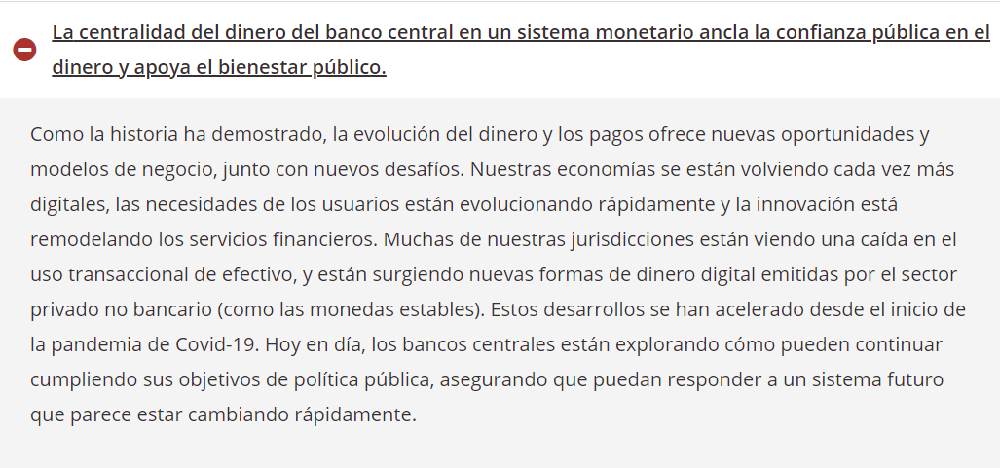 La centralidad del dinero del banco central en un sistema monetario ancla la confianza pública en el
dinero y apoya el bienestar público.
Como la historia ha demostrado, la evolución del dinero y los pagos ofrece nuevas oportunidades y
modelos de negocio, junto con nuevos desafíos. Nuestras economías se están volviendo cada vez más
digitales, las necesidades de los usuarios están evolucionando rápidamente y la innovación está
remodelando los servicios financieros. Muchas de nuestras jurisdicciones están viendo una caída en el
uso transaccional de efectivo, y están surgiendo nuevas formas de dinero digital emitidas por el sector
privado no bancario (como las monedas estables). Estos desarrollos se han acelerado desde el inicio de
la pandemia de Covid-19. Hoy en día, los bancos centrales están explorando cómo pueden continuar
cumpliendo sus objetivos de política pública, asegurando que puedan responder a un sistema futuro
que parece estar cambiando rápidamente.